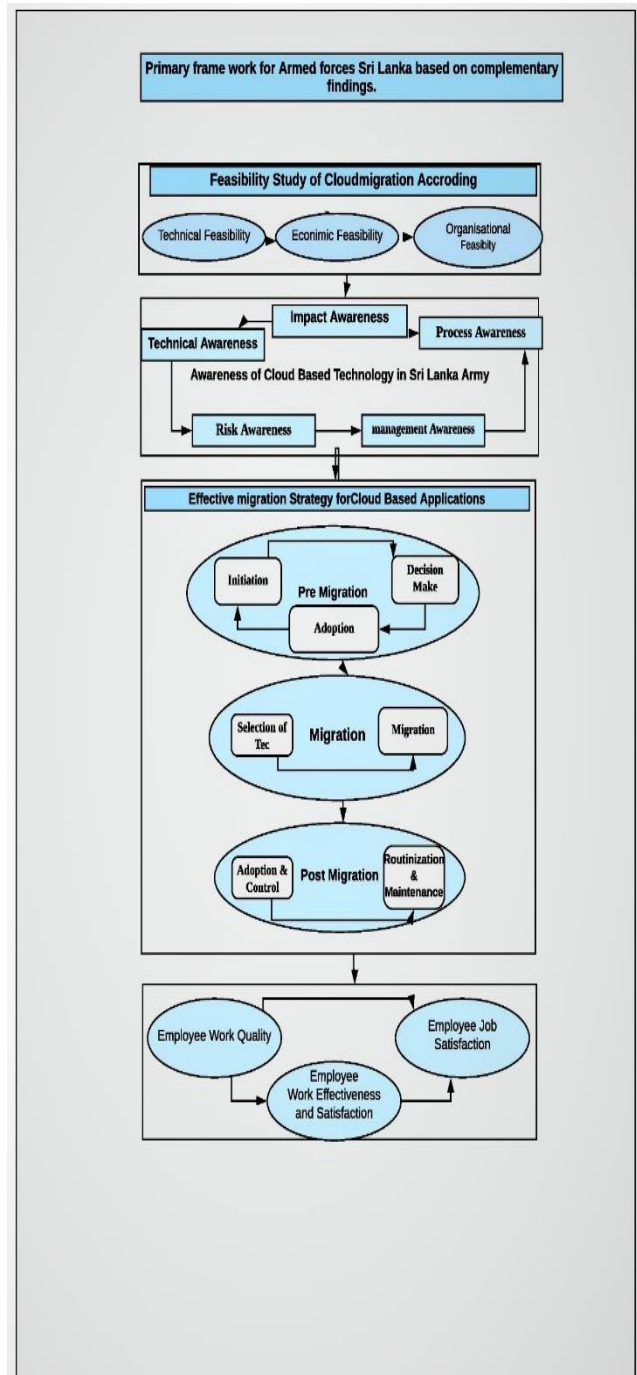 Primary frame work for Armed forces Sri Lanka based on complementary
findings.
Feasibility Study of Cloudmigration Accroding
Technical Feasibility
Econimic Feasibility
Organisational
Feasibity
Impact Awareness
Technical Awareness
Process Awareness
Awareness of Cloud Based Technology in Sri Lanka Army
Risk Awareness
management Awareness
Effective migration Strategy forCloud Based Applications
Initiation
Decision
Make
Pre Migration
Adoption
Selection of
Tec
Migration
Migration
Adoption &
Control
Post Migration
Routinization
&
Maintenance
Employee Work Quality
Employee Job
Satisfaction
Employee
Work Effectiveness
and Satisfaction